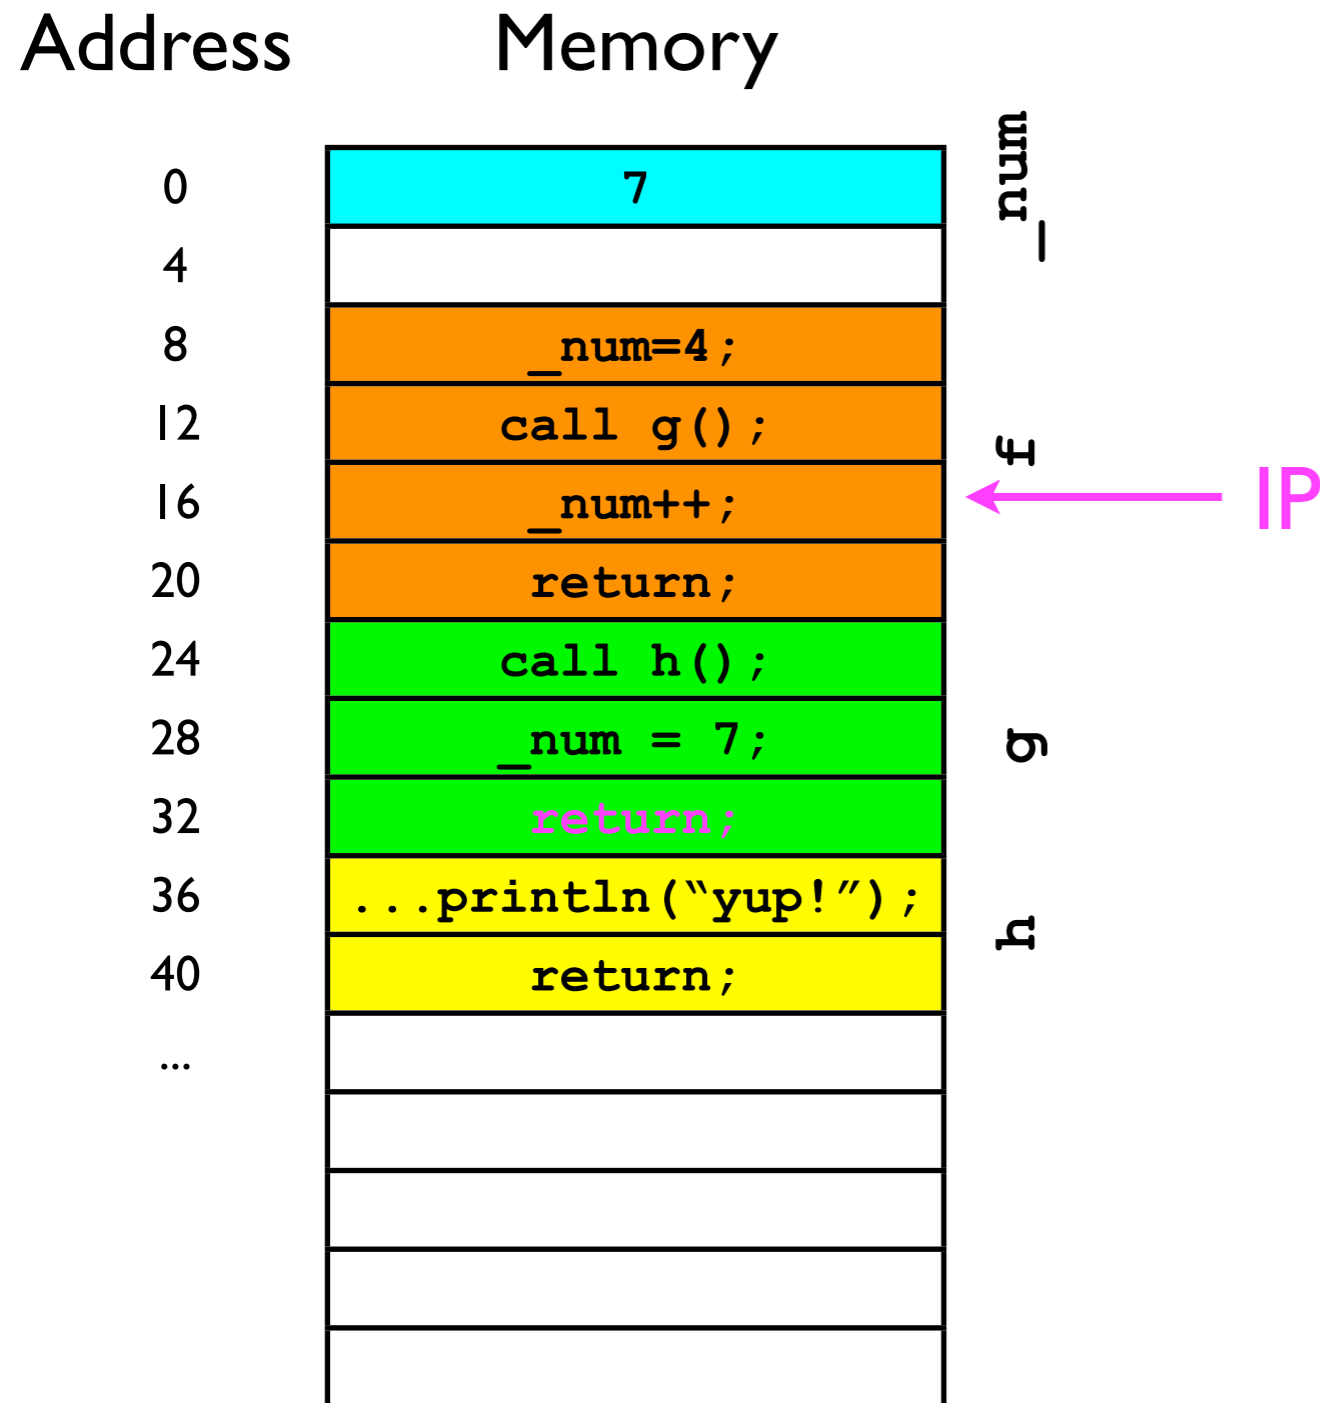 Address Memory
_num
0 7
4
8 _num=4;
12 call g();
f
16 _num++;
IP
20 return;
24 call h();
28 _num = 7;
g
32 return;
36 ...println(“yup!”);
h
40 return;
...